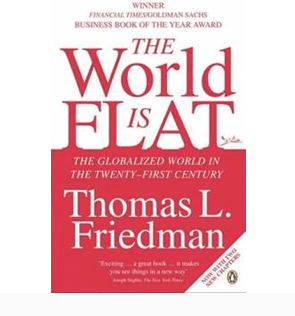 WINNER
FINANCIAL TIMES/GOLDMAN SACHS
BUSINESS BOOK OF THE YEAR AWARD
THE
World
IS
FLAT
THE GLOBALIZED WORLD IN
THE TWENTY–FIRST CENTURY
Thomas L.
Friedman
'Exciting ... a great book ... it makes
you see things in a new way'
Joseph Stiglitz, The New York Times
NOW WITH TWO
NEW CHAPTERS